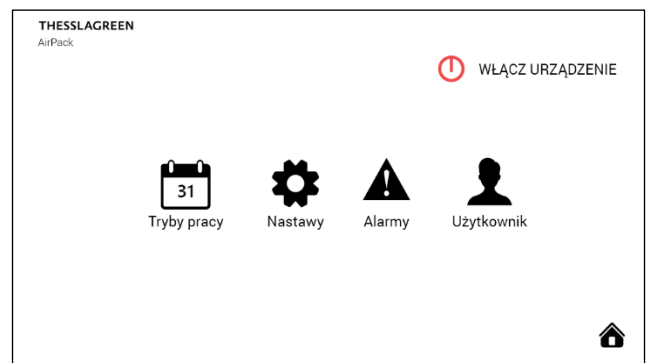 THESSLAGREEN
AirPack
WŁĄCZ URZĄDZENIE
31
Tryby pracy
Nastawy
Alarmy
Użytkownik